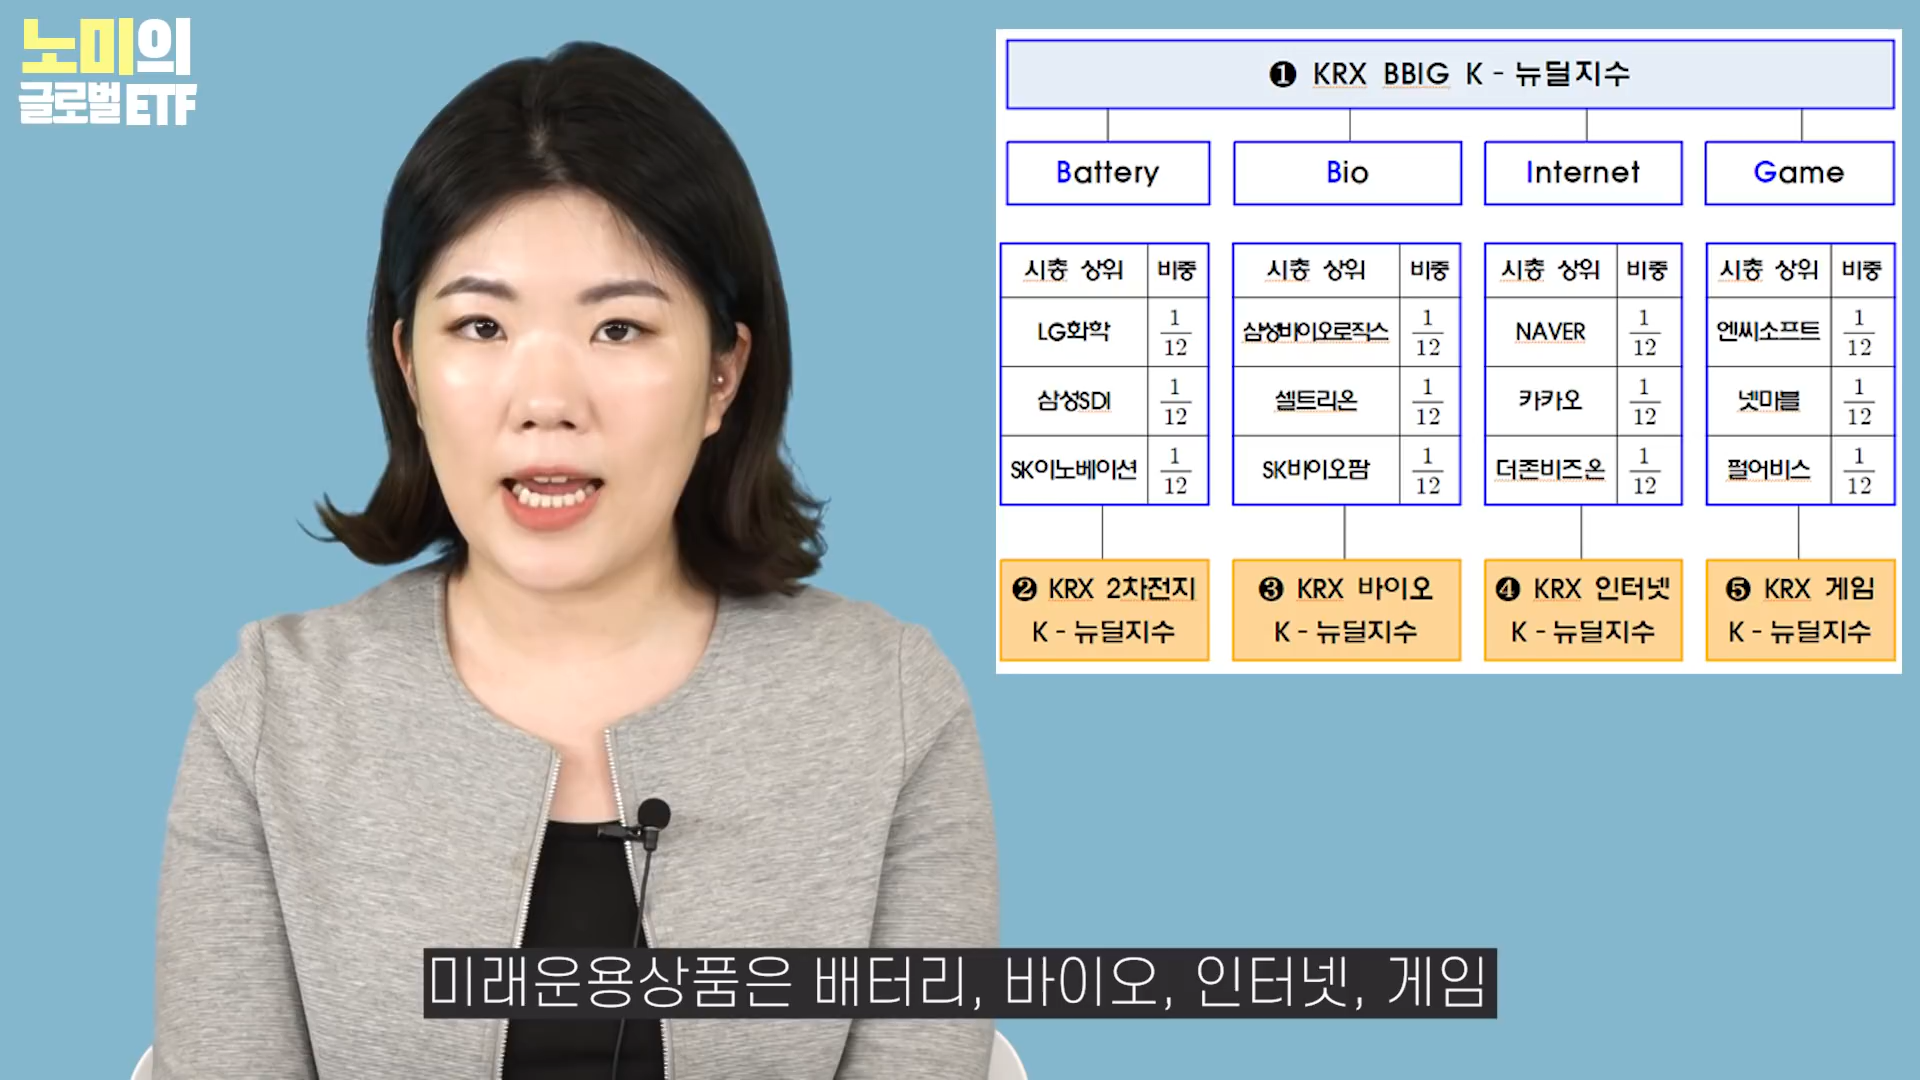 노미의
글로벌 ETF
❶ KRX BBIG K - 뉴딜지수
Battery
Bio
Internet
Game
시총 상위 비중
LG화학 1/12
삼성SDI 1/12
SK이노베이션 1/12
시총 상위 비중
삼성바이오로직스 1/12
셀트리온 1/12
SK바이오팜 1/12
시총 상위 비중
NAVER 1/12
카카오 1/12
더존비즈온 1/12
시총 상위 비중
엔씨소프트 1/12
넷마블 1/12
펄어비스 1/12
❷ KRX 2차전지
K - 뉴딜지수
❸ KRX 바이오
K - 뉴딜지수
❹ KRX 인터넷
K - 뉴딜지수
❺ KRX 게임
K - 뉴딜지수
미래운용상품은 배터리, 바이오, 인터넷, 게임